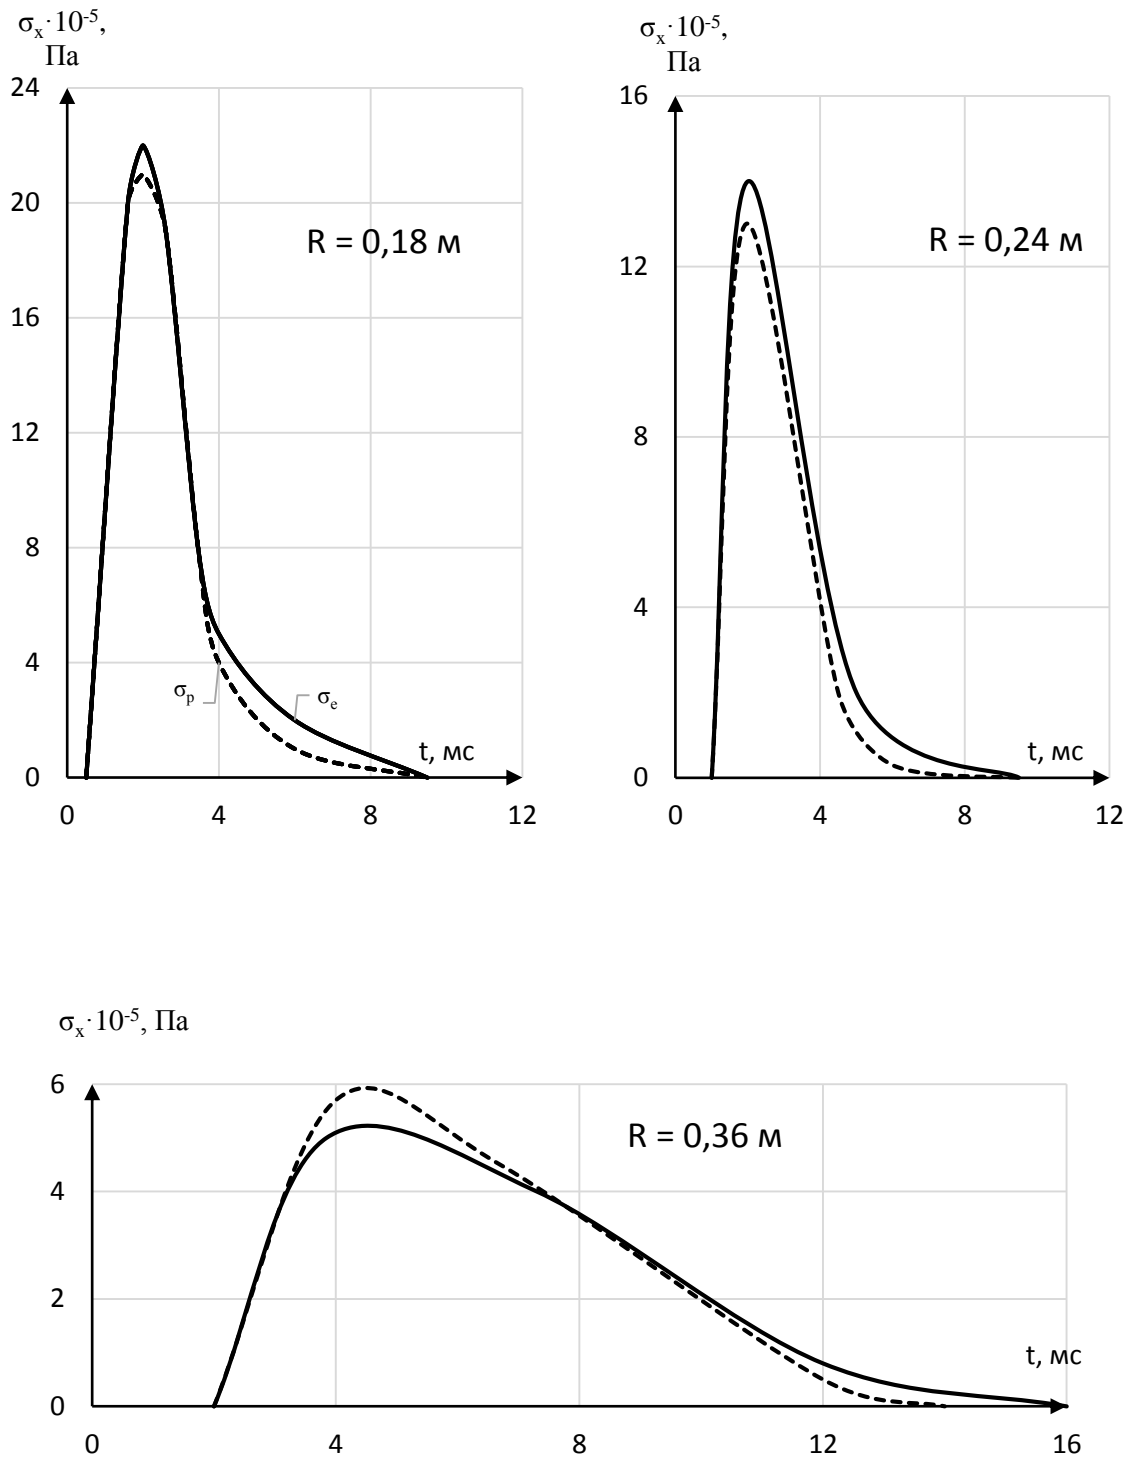 σx·10-5,
Па
24
20
16
12
8
4
0
R = 0,18 м
σp
σe
t, мс
0 4 8 12
σx·10-5,
Па
16
12
8
4
0
R = 0,24 м
t, мс
0 4 8 12
σx·10-5, Па
6
4
2
0
R = 0,36 м
t, мс
0 4 8 12 16